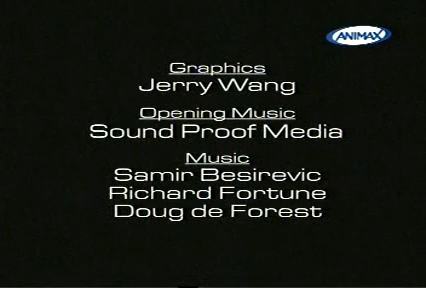 ANIMAX
Graphics
Jerry Wang
Opening Music
Sound Proof Media
Music
Samir Besirevic
Richard Fortune
Doug de Forest